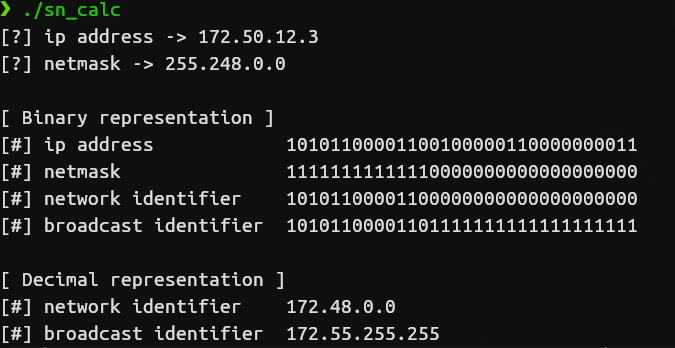 ❯ ./sn_calc
[?] ip address -> 172.50.12.3
[?] netmask -> 255.248.0.0
[ Binary representation ]
[#] ip address 10101100001100100000110000000011
[#] netmask 11111111111110000000000000000000
[#] network identifier 10101100001100000000000000000000
[#] broadcast identifier 10101100001101111111111111111111
[ Decimal representation ]
[#] network identifier 172.48.0.0
[#] broadcast identifier 172.55.255.255